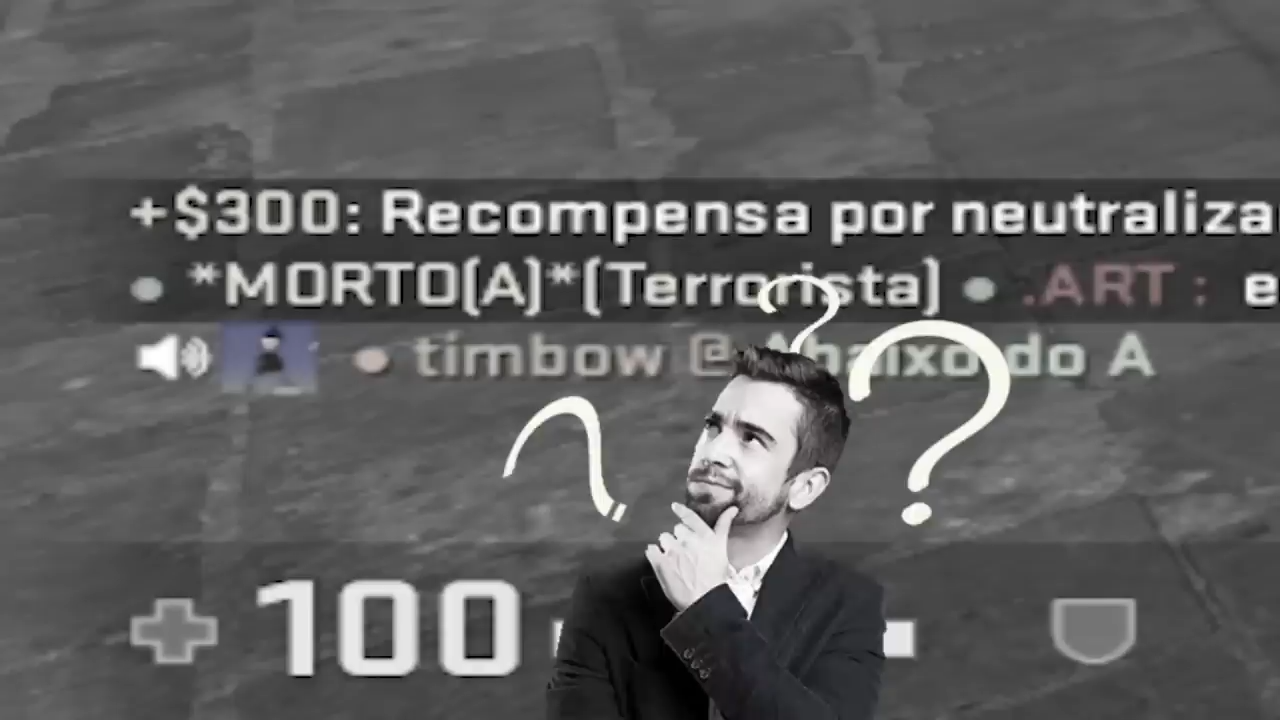 +$300: Recompensa por neutraliza
*MORTO(A)*(Terrorista) .ART : e
timbow @ Abaixo do A
? ? ?
100